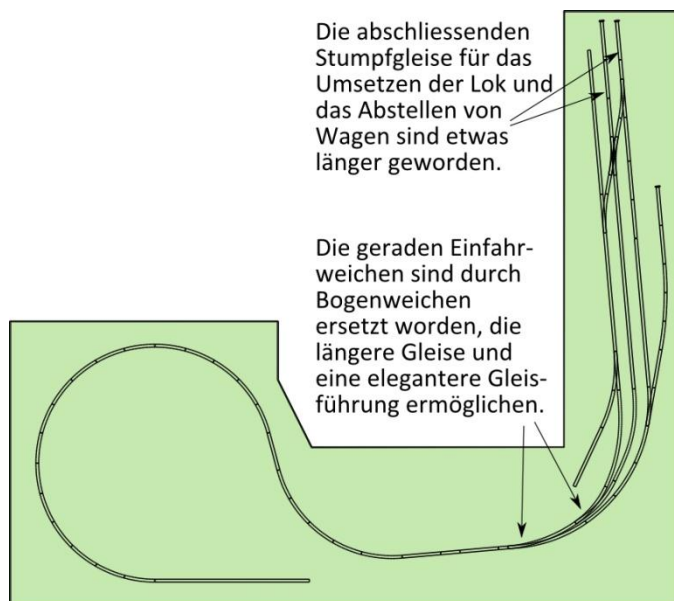 Die abschliessenden
Stumpfgleise für das
Umsetzen der Lok und
das Abstellen von
Wagen sind etwas
länger geworden.
Die geraden Einfahr-
weichen sind durch
Bogenweichen
ersetzt worden, die
längere Gleise und
eine elegantere Gleis-
führung ermöglichen.